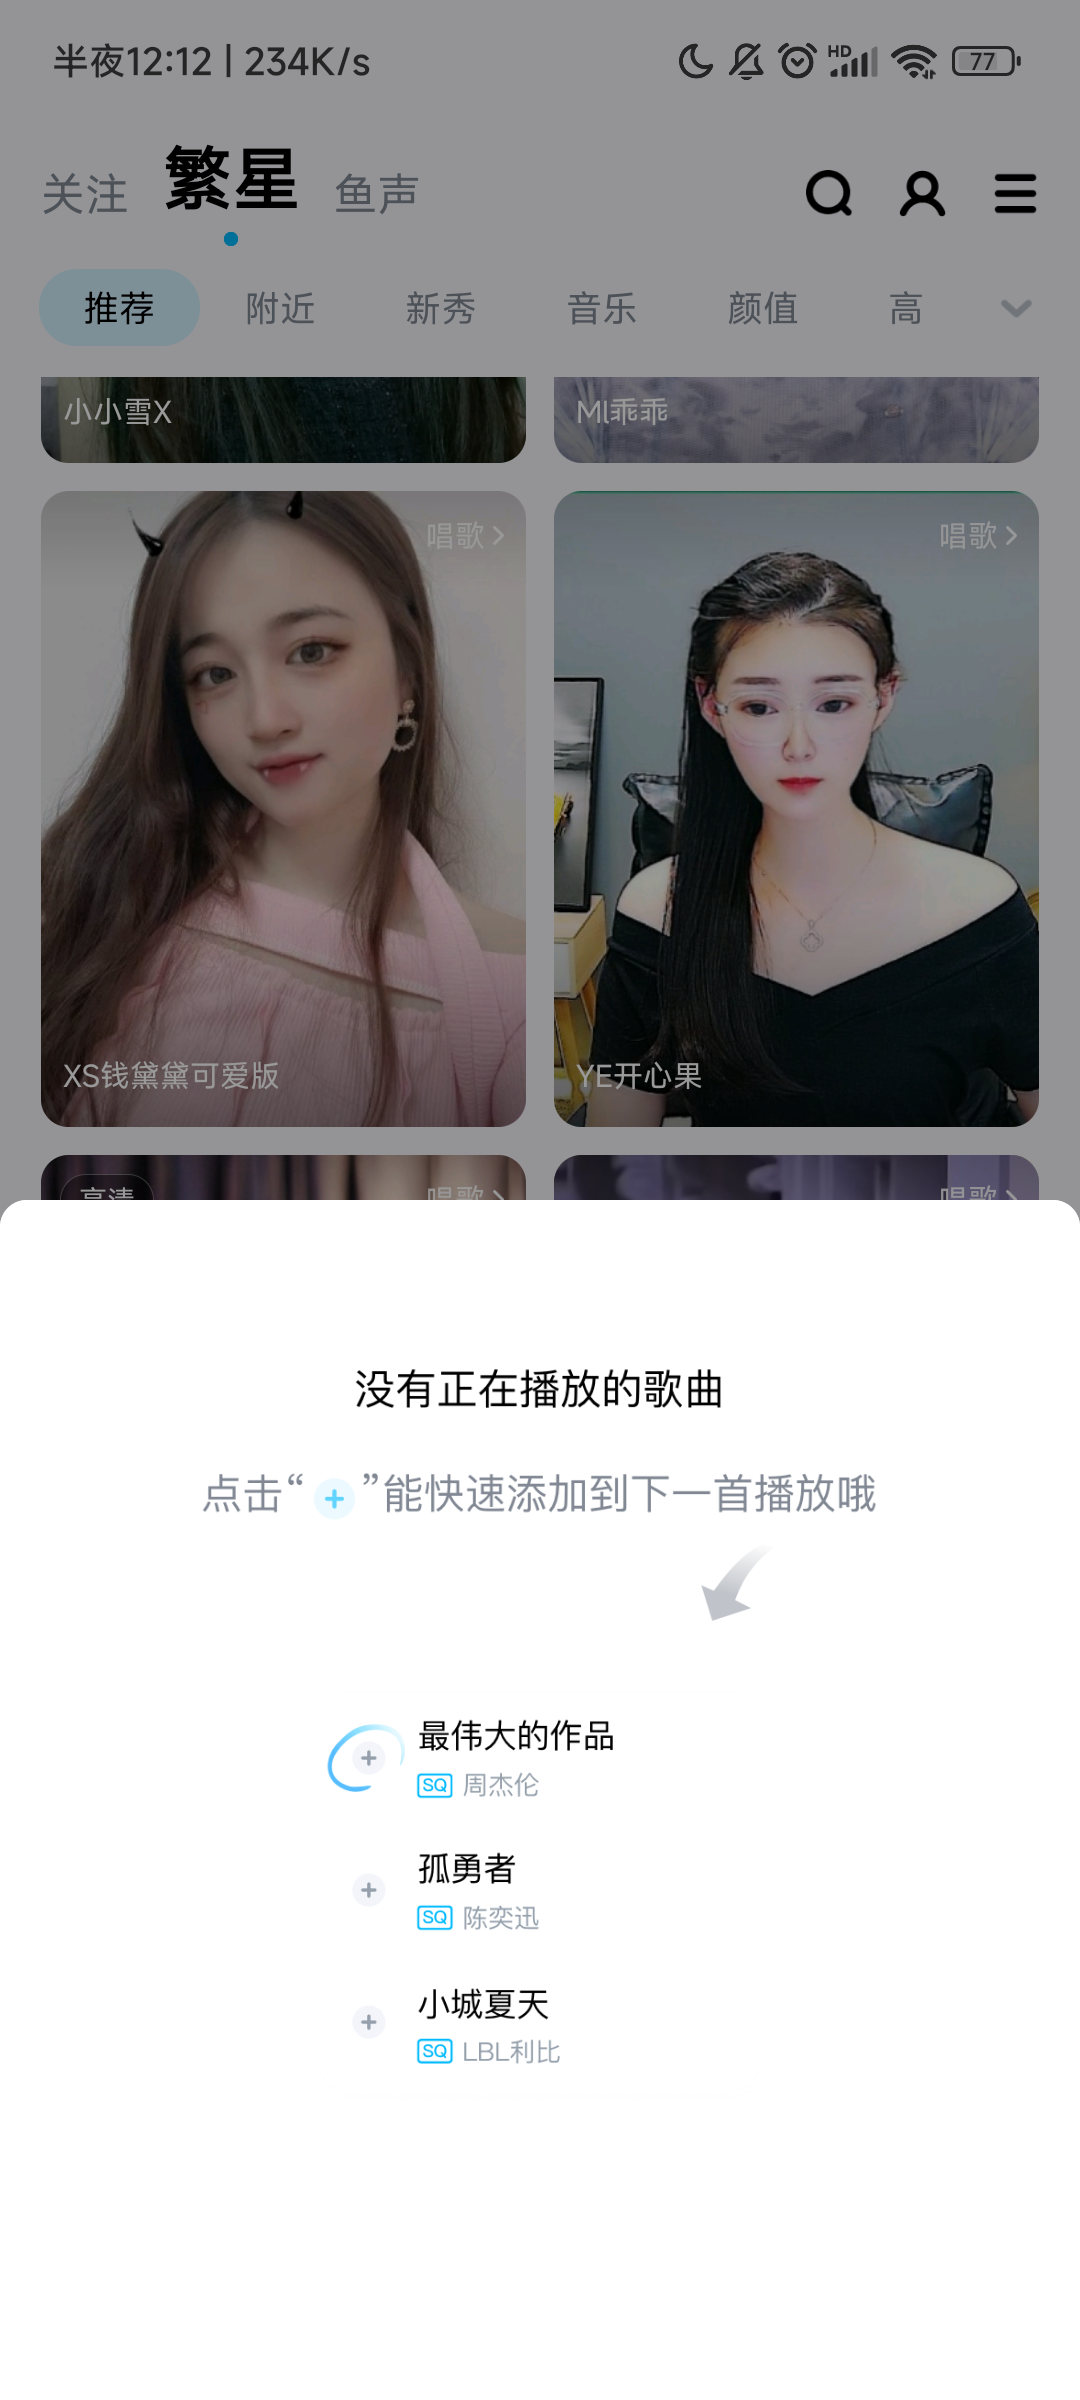 半夜12:12 | 234K/s
HD
77
关注 繁星 鱼声
推荐 附近 新秀 音乐 颜值 高
小小雪X
MI乖乖
唱歌 >
唱歌 >
XS钱黛黛可爱版
YE开心果
高清
唱歌 >
唱歌 >
没有正在播放的歌曲
点击“ + ”能快速添加到下一首播放哦
最伟大的作品
SQ 周杰伦
孤勇者
SQ 陈奕迅
小城夏天
SQ LBL利比